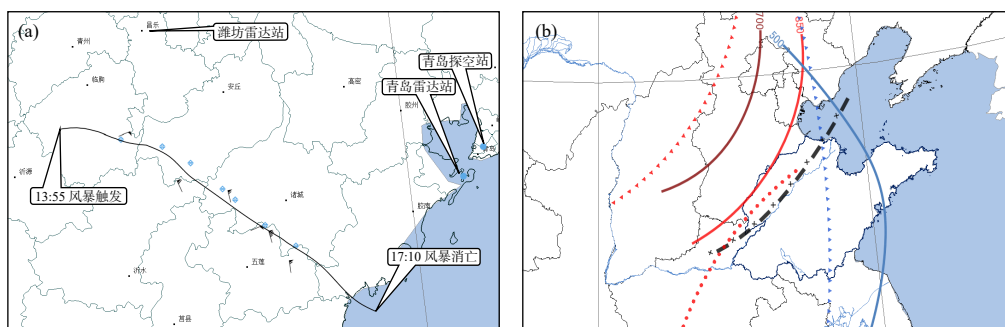 (a)
昌乐
潍坊雷达站
青州
青岛探空站
临朐
安丘
高密
青岛雷达站
胶州
沂源
13:55 风暴触发
诸城
胶南
17:10 风暴消亡
沂水
五莲
莒县
(b)
700
500
850